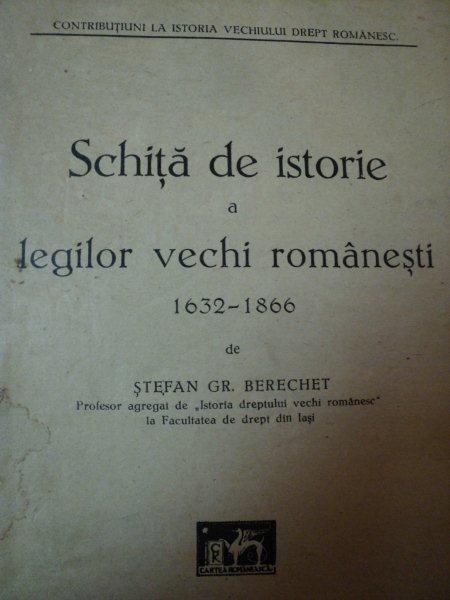 CONTRIBUȚIUNI LA ISTORIA VECHIULUI DREPT ROMÂNESC.
Schiță de istorie
a
legilor vechi românești
1632-1866
de
ȘTEFAN GR. BERECHET
Profesor agregat de „Istoria dreptului vechi românesc"
la Facultatea de drept din Iași
C
R
CARTEA ROMÂNEASCĂ